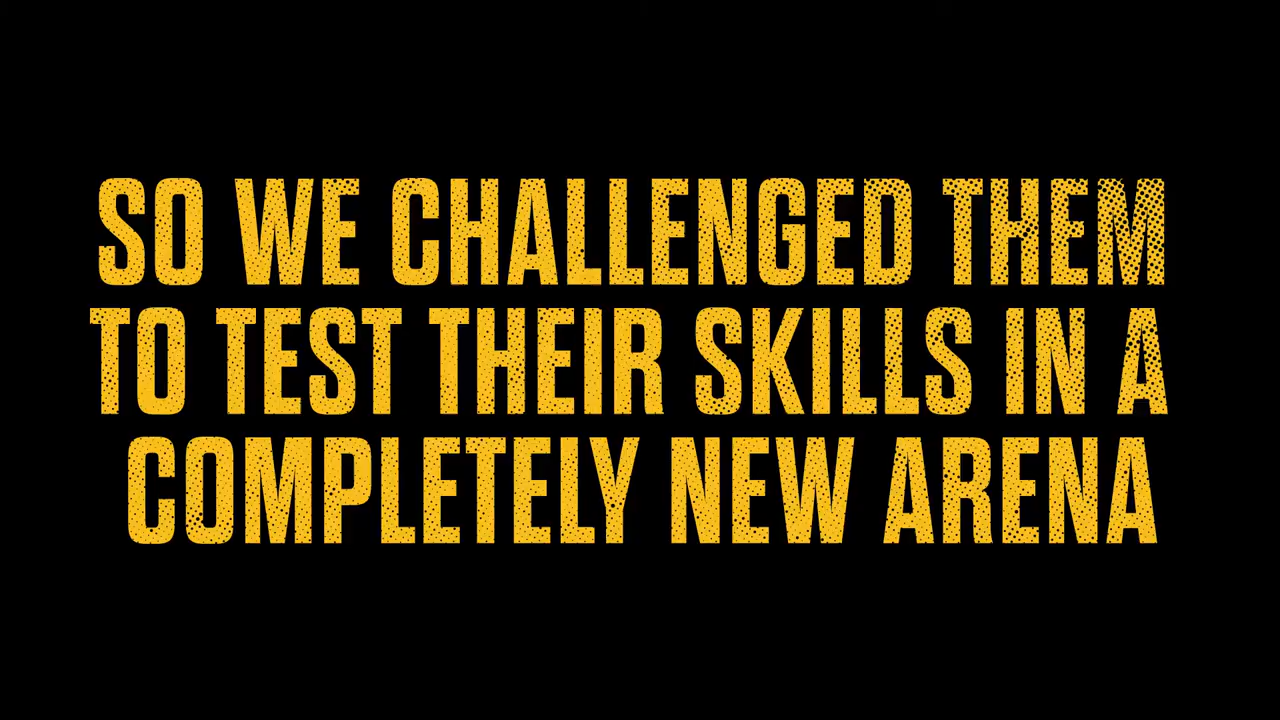 SO WE CHALLENGED THEM
TO TEST THEIR SKILLS IN A
COMPLETELY NEW ARENA